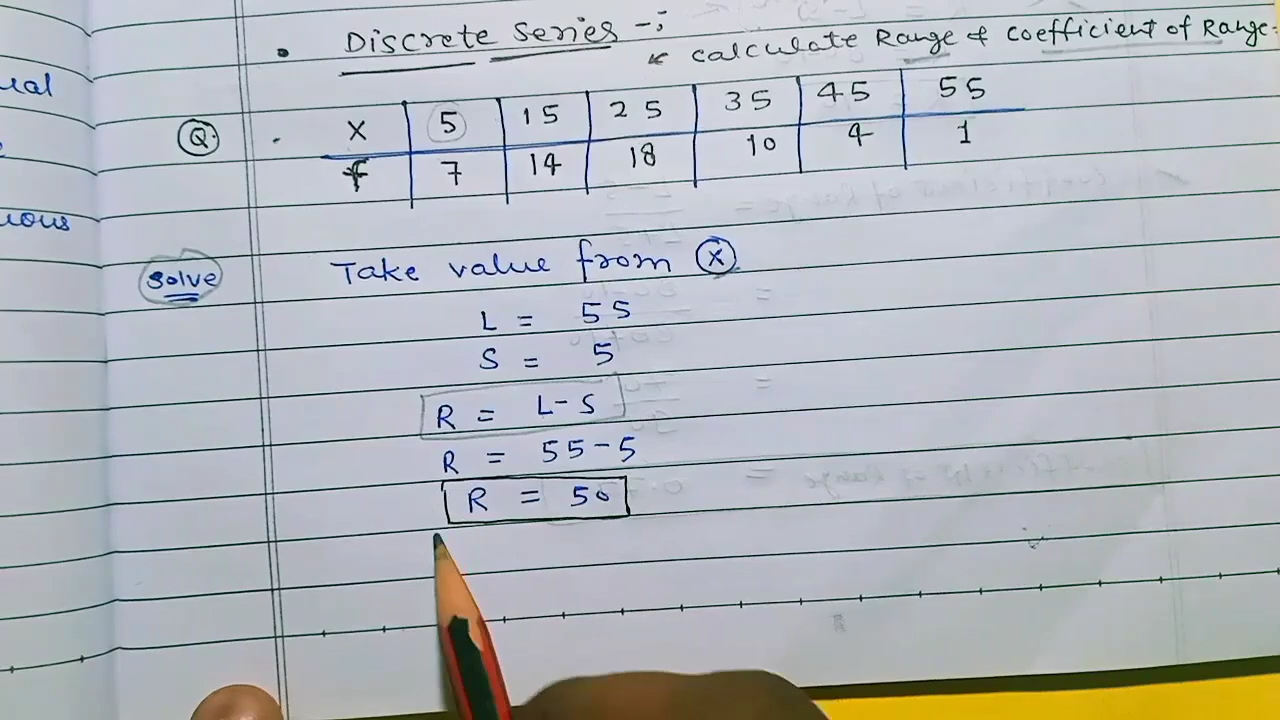 • Discrete Series -:
* Calculate Range & Coefficient of Range.
Q. X 5 15 25 35 45 55
f 7 14 18 10 4 1
Solve Take value from X
L = 55
S = 5
R = L-S
R = 55-5
R = 50